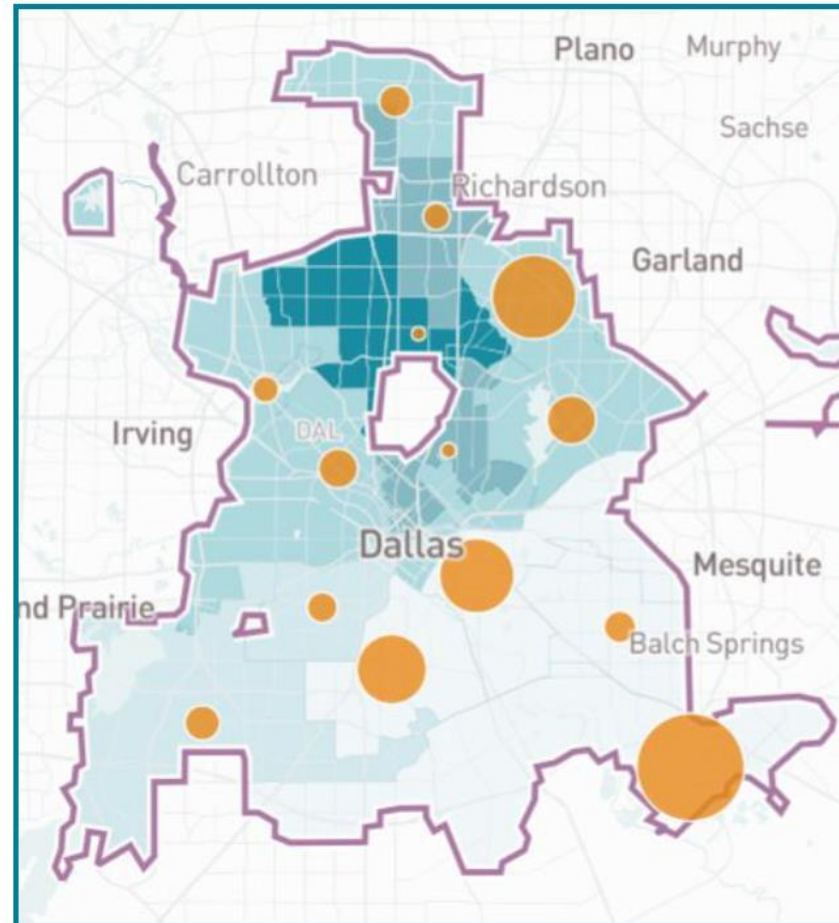 Plano
Murphy
Sachse
Carrollton
Richardson
Garland
Irving
DAL
Dallas
Mesquite
nd Prairie
Balch Springs